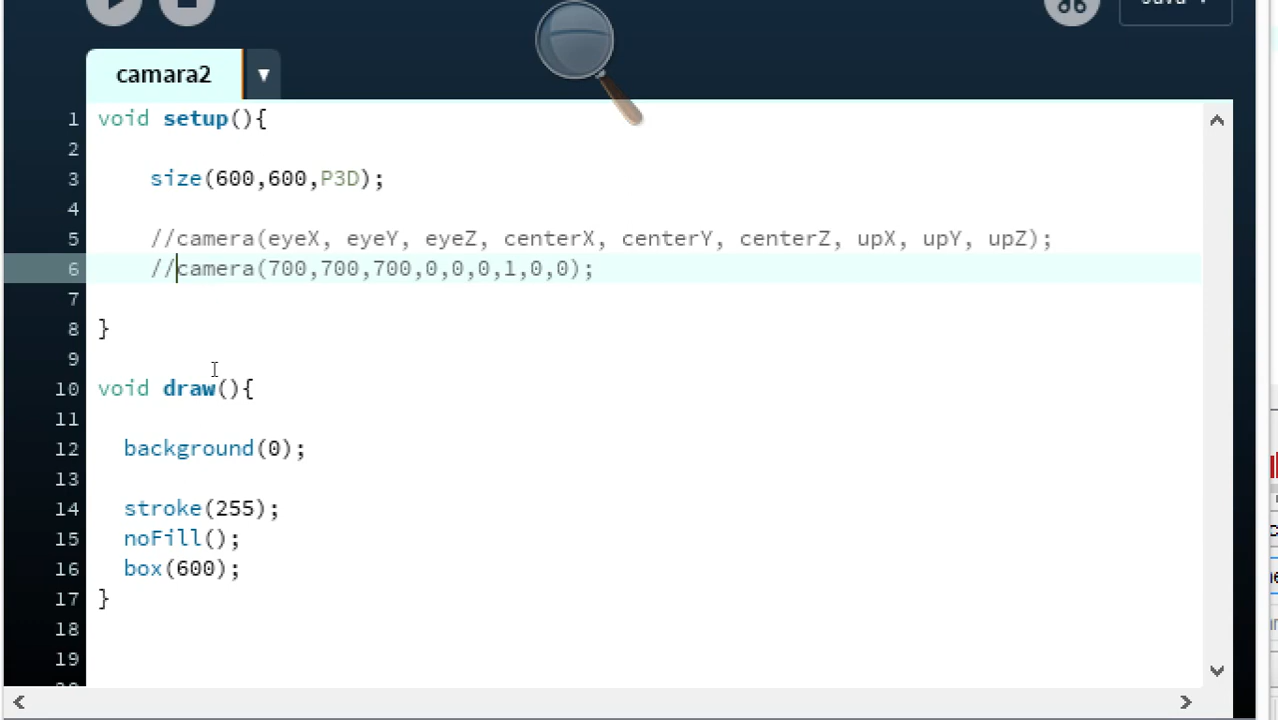 camara2
1 void setup(){
2
3 size(600,600,P3D);
4
5 //camera(eyeX, eyeY, eyeZ, centerX, centerY, centerZ, upX, upY, upZ);
6 //camera(700,700,700,0,0,0,1,0,0);
7
8 }
9
10 void draw(){
11
12 background(0);
13
14 stroke(255);
15 noFill();
16 box(600);
17 }
18
19